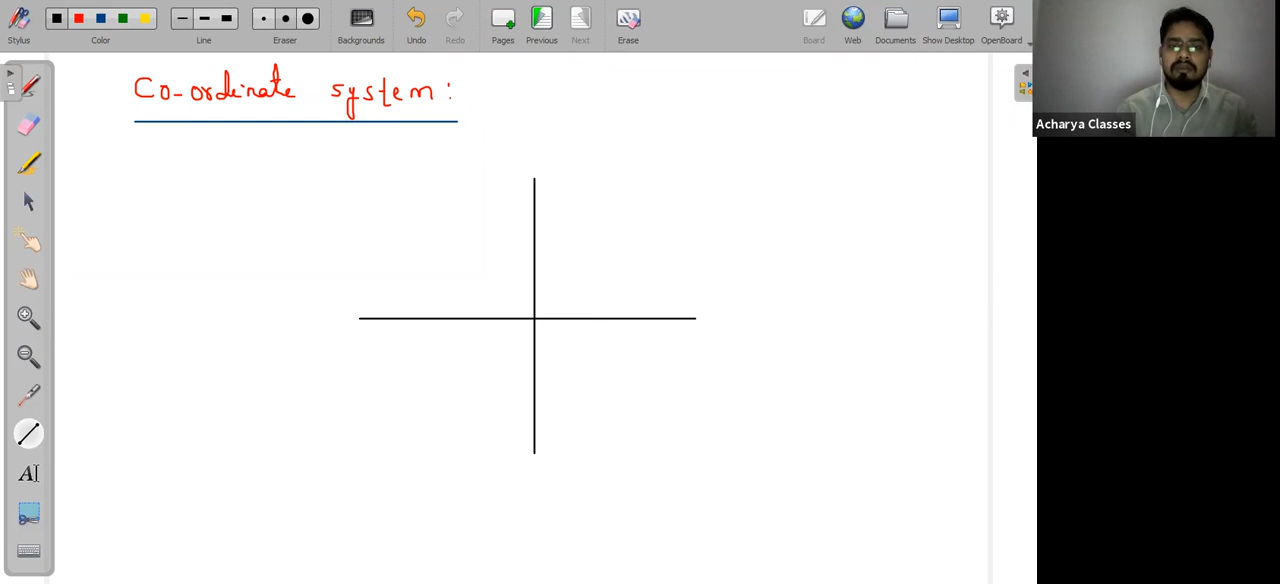 Stylus Color Line Eraser Backgrounds Undo Redo Pages Previous Next Erase Board Web Documents Show Desktop OpenBoard
Co-ordinate system:
Acharya Classes
A